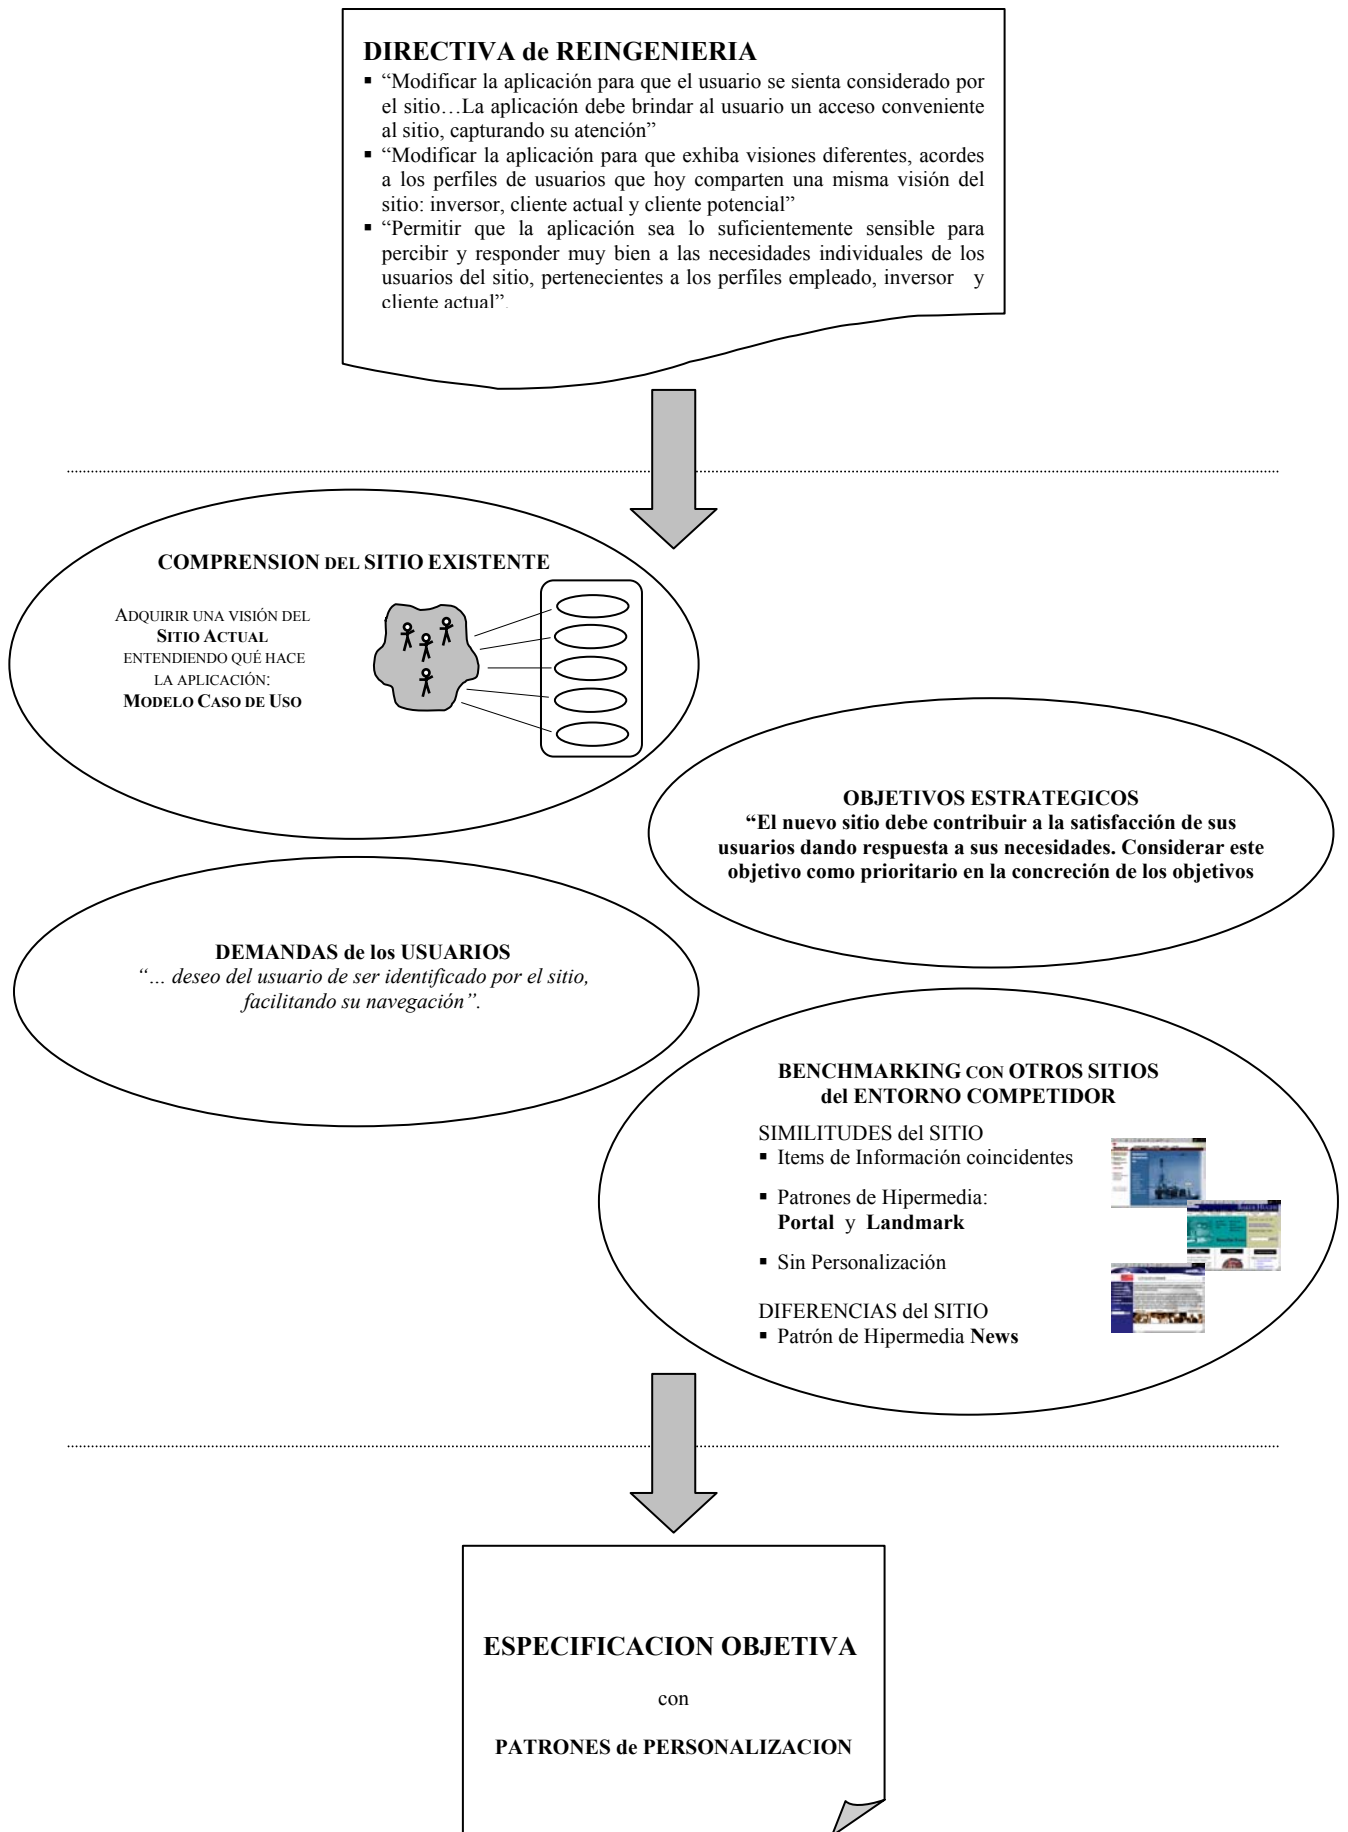 DIRECTIVA de REINGENIERIA
▪ “Modificar la aplicación para que el usuario se sienta considerado por
el sitio…La aplicación debe brindar al usuario un acceso conveniente
al sitio, capturando su atención”
▪ “Modificar la aplicación para que exhiba visiones diferentes, acordes
a los perfiles de usuarios que hoy comparten una misma visión del
sitio: inversor, cliente actual y cliente potencial”
▪ “Permitir que la aplicación sea lo suficientemente sensible para
percibir y responder muy bien a las necesidades individuales de los
usuarios del sitio, pertenecientes a los perfiles empleado, inversor y
cliente actual”.
COMPRENSION DEL SITIO EXISTENTE
ADQUIRIR UNA VISIÓN DEL
SITIO ACTUAL
ENTENDIENDO QUÉ HACE
LA APLICACIÓN:
MODELO CASO DE USO
OBJETIVOS ESTRATEGICOS
“El nuevo sitio debe contribuir a la satisfacción de sus
usuarios dando respuesta a sus necesidades. Considerar este
objetivo como prioritario en la concreción de los objetivos
DEMANDAS de los USUARIOS
“… deseo del usuario de ser identificado por el sitio,
facilitando su navegación”.
BENCHMARKING CON OTROS SITIOS
del ENTORNO COMPETIDOR
SIMILITUDES del SITIO
▪ Items de Información coincidentes
▪ Patrones de Hipermedia:
Portal y Landmark
▪ Sin Personalización
DIFERENCIAS del SITIO
▪ Patrón de Hipermedia News
ESPECIFICACION OBJETIVA
con
PATRONES de PERSONALIZACION